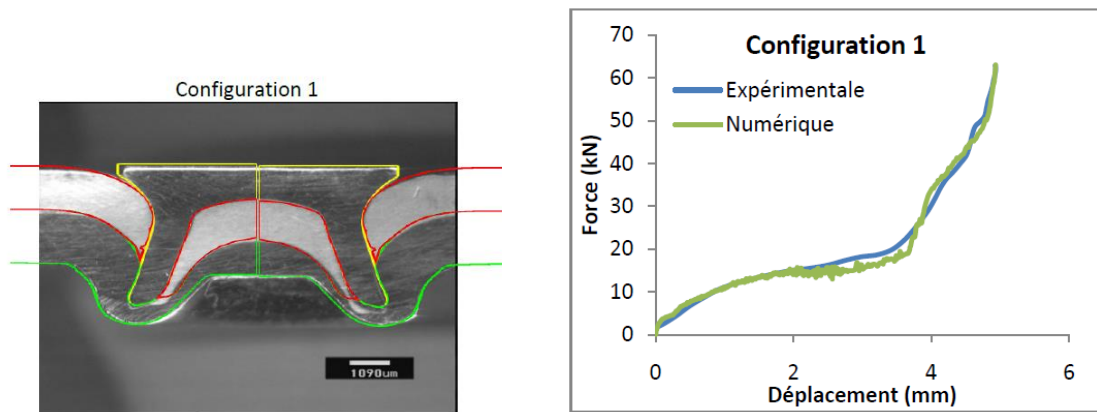 Configuration 1
1090um
Configuration 1
Expérimentale
Numérique
Force (kN)
70
60
50
40
30
20
10
0
0 2 4 6
Déplacement (mm)